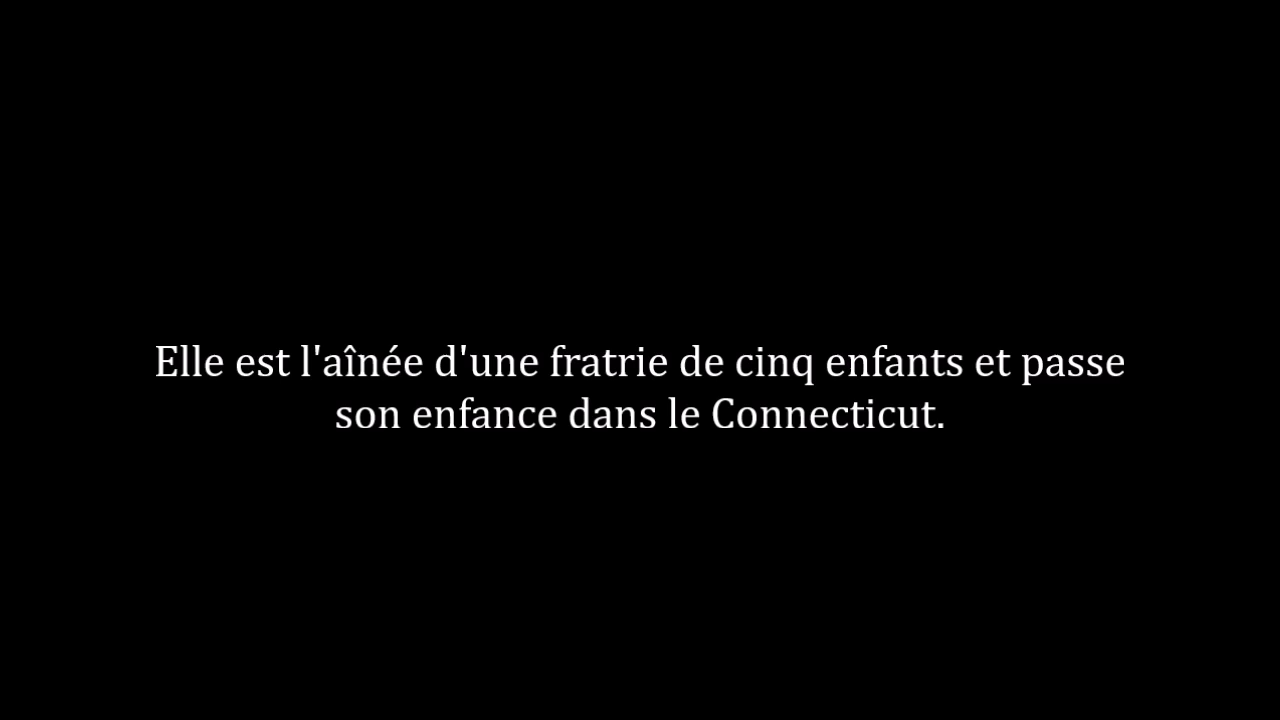 Elle est l'aînée d'une fratrie de cinq enfants et passe
son enfance dans le Connecticut.